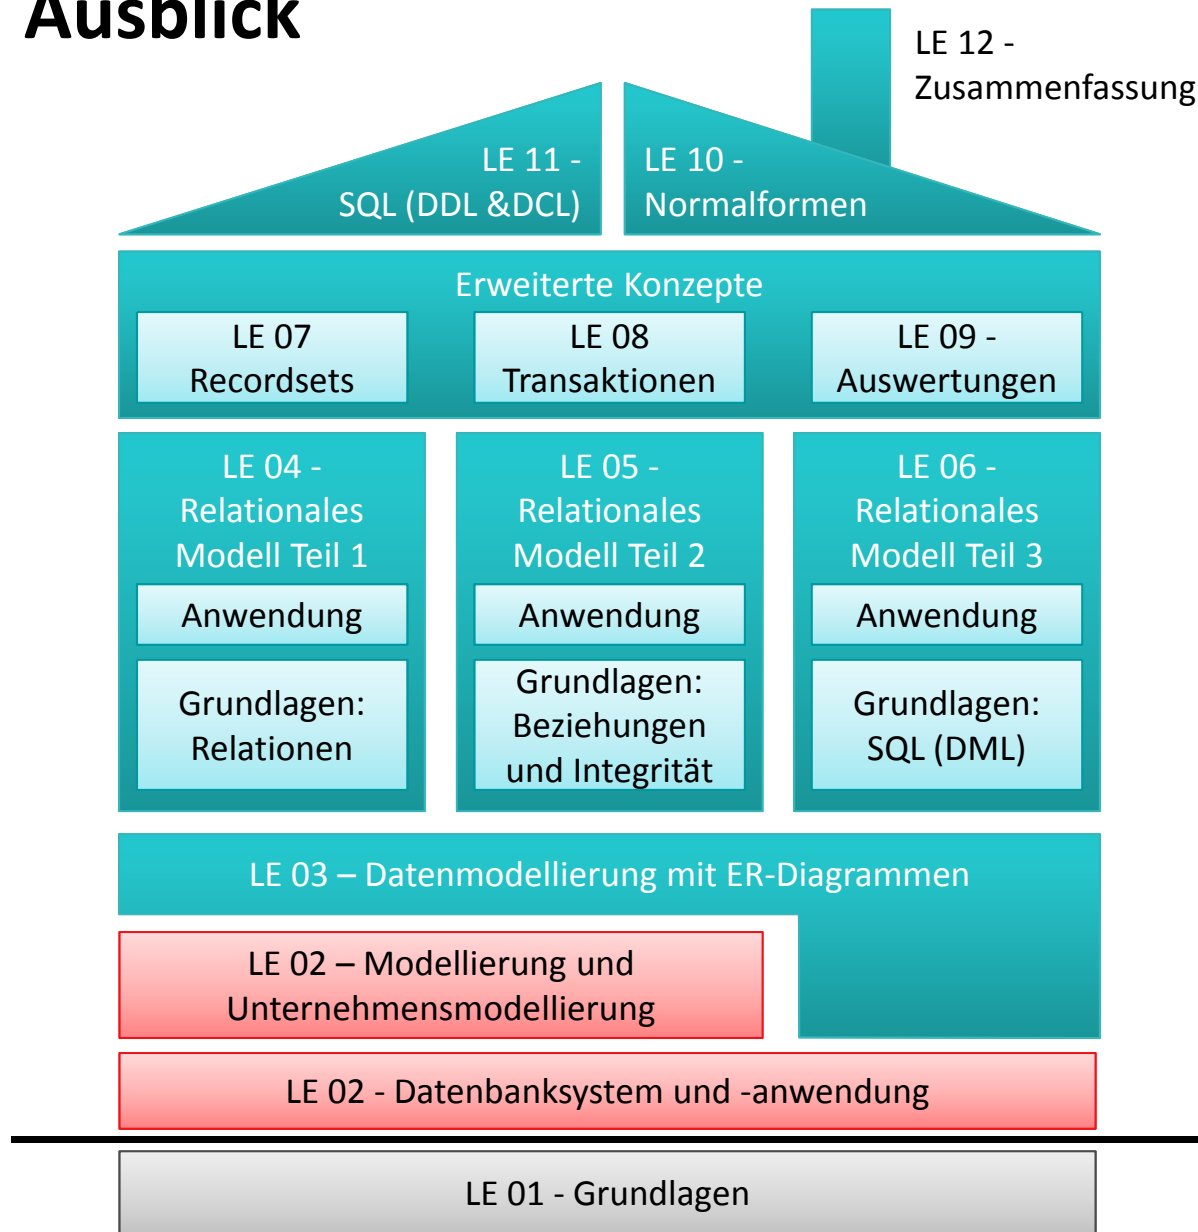 Ausblick
LE 12 -
Zusammenfassung
LE 11 -
SQL (DDL &DCL)
LE 10 -
Normalformen
Erweiterte Konzepte
LE 07
Recordsets
LE 08
Transaktionen
LE 09 -
Auswertungen
LE 04 -
Relationales
Modell Teil 1
Anwendung
Grundlagen:
Relationen
LE 05 -
Relationales
Modell Teil 2
Anwendung
Grundlagen:
Beziehungen
und Integrität
LE 06 -
Relationales
Modell Teil 3
Anwendung
Grundlagen:
SQL (DML)
LE 03 – Datenmodellierung mit ER-Diagrammen
LE 02 – Modellierung und
Unternehmensmodellierung
LE 02 - Datenbanksystem und -anwendung
LE 01 - Grundlagen